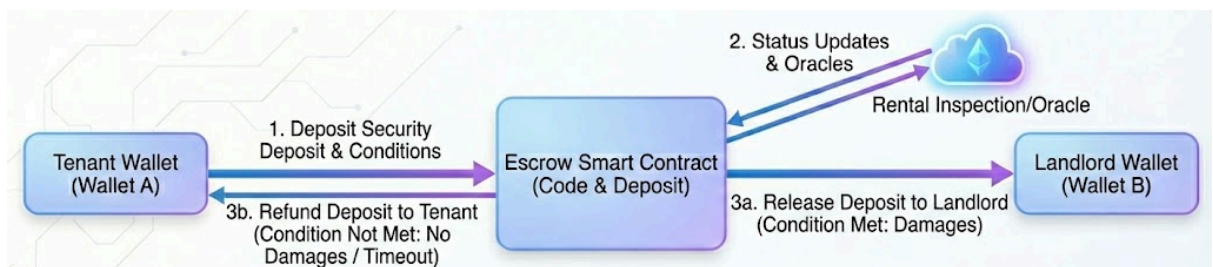 Tenant Wallet
(Wallet A)
1. Deposit Security
Deposit & Conditions
3b. Refund Deposit to Tenant
(Condition Not Met: No
Damages / Timeout)
Escrow Smart Contract
(Code & Deposit)
2. Status Updates
& Oracles
Rental Inspection/Oracle
3a. Release Deposit to Landlord
(Condition Met: Damages)
Landlord Wallet
(Wallet B)